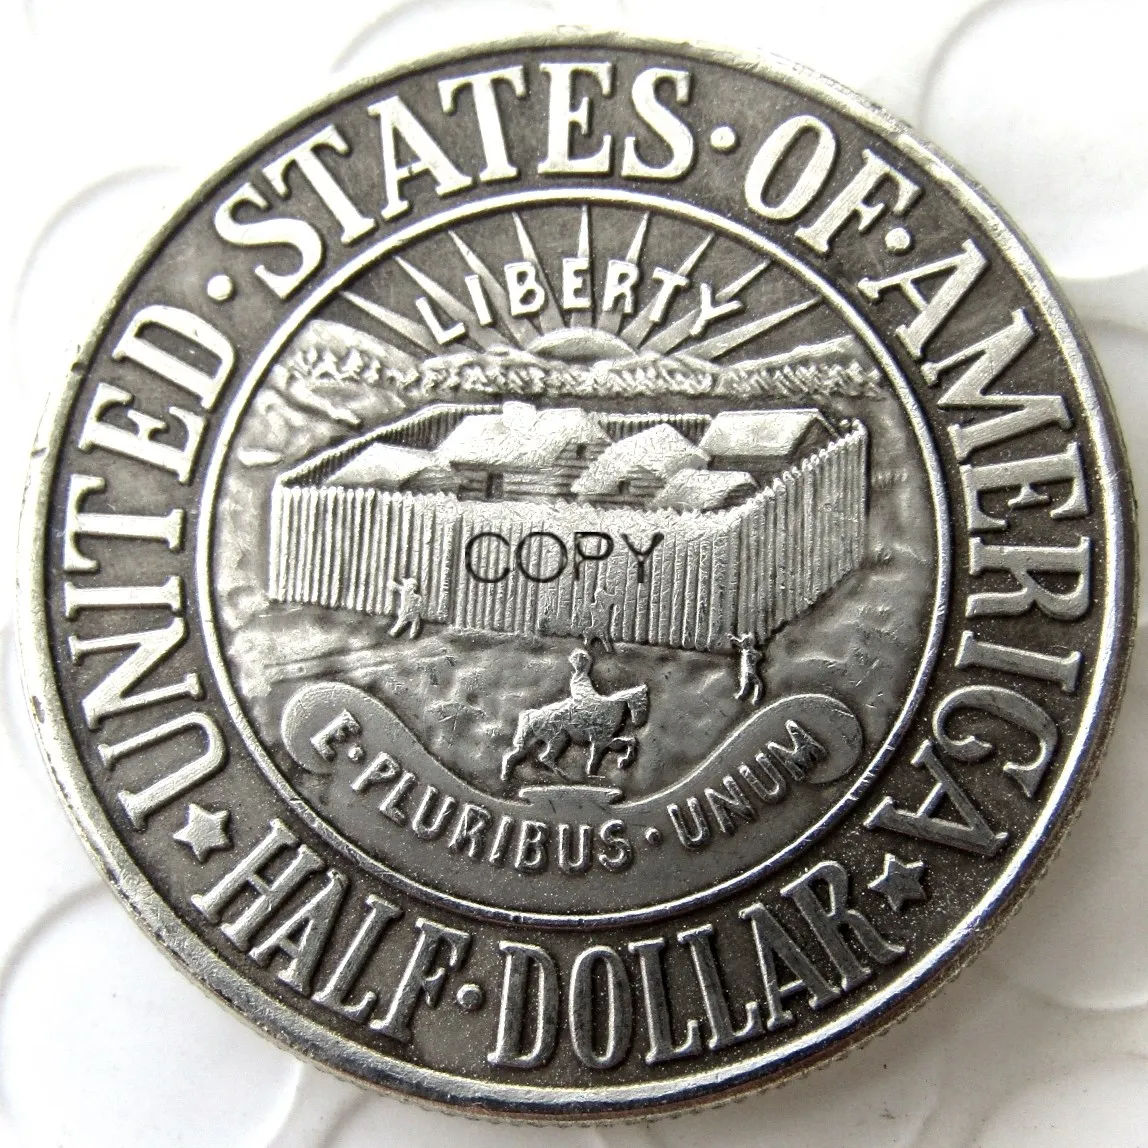 UNITED·STATES·OF·AMERICA
LIBERTY
COPY
E·PLURIBUS·UNUM
HALF·DOLLAR